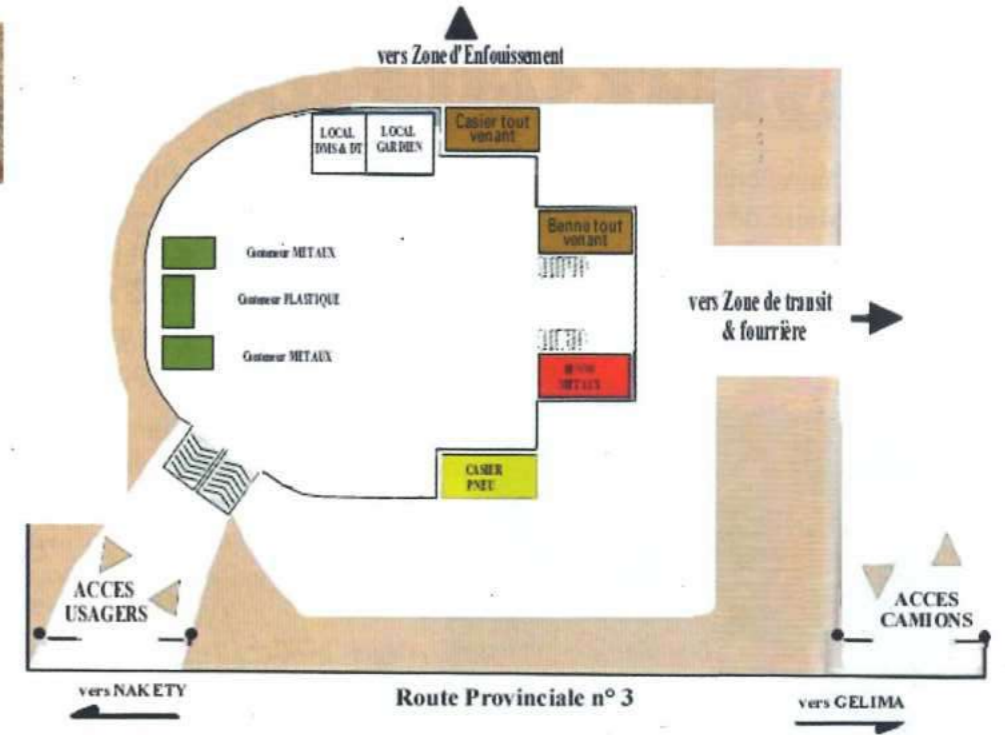 vers Zone d'Enfouissement
LOCAL
DMS & DT
LOCAL
GARDIEN
Casier tout
venant
Benne tout
venant
Conteneur METAUX
Conteneur PLASTIQUE
Conteneur METAUX
vers Zone de transit
& fourrière
METAUX
CASIER
PNEU
ACCES
USAGERS
ACCES
CAMIONS
vers NAKETY
Route Provinciale n° 3
vers GELIMA